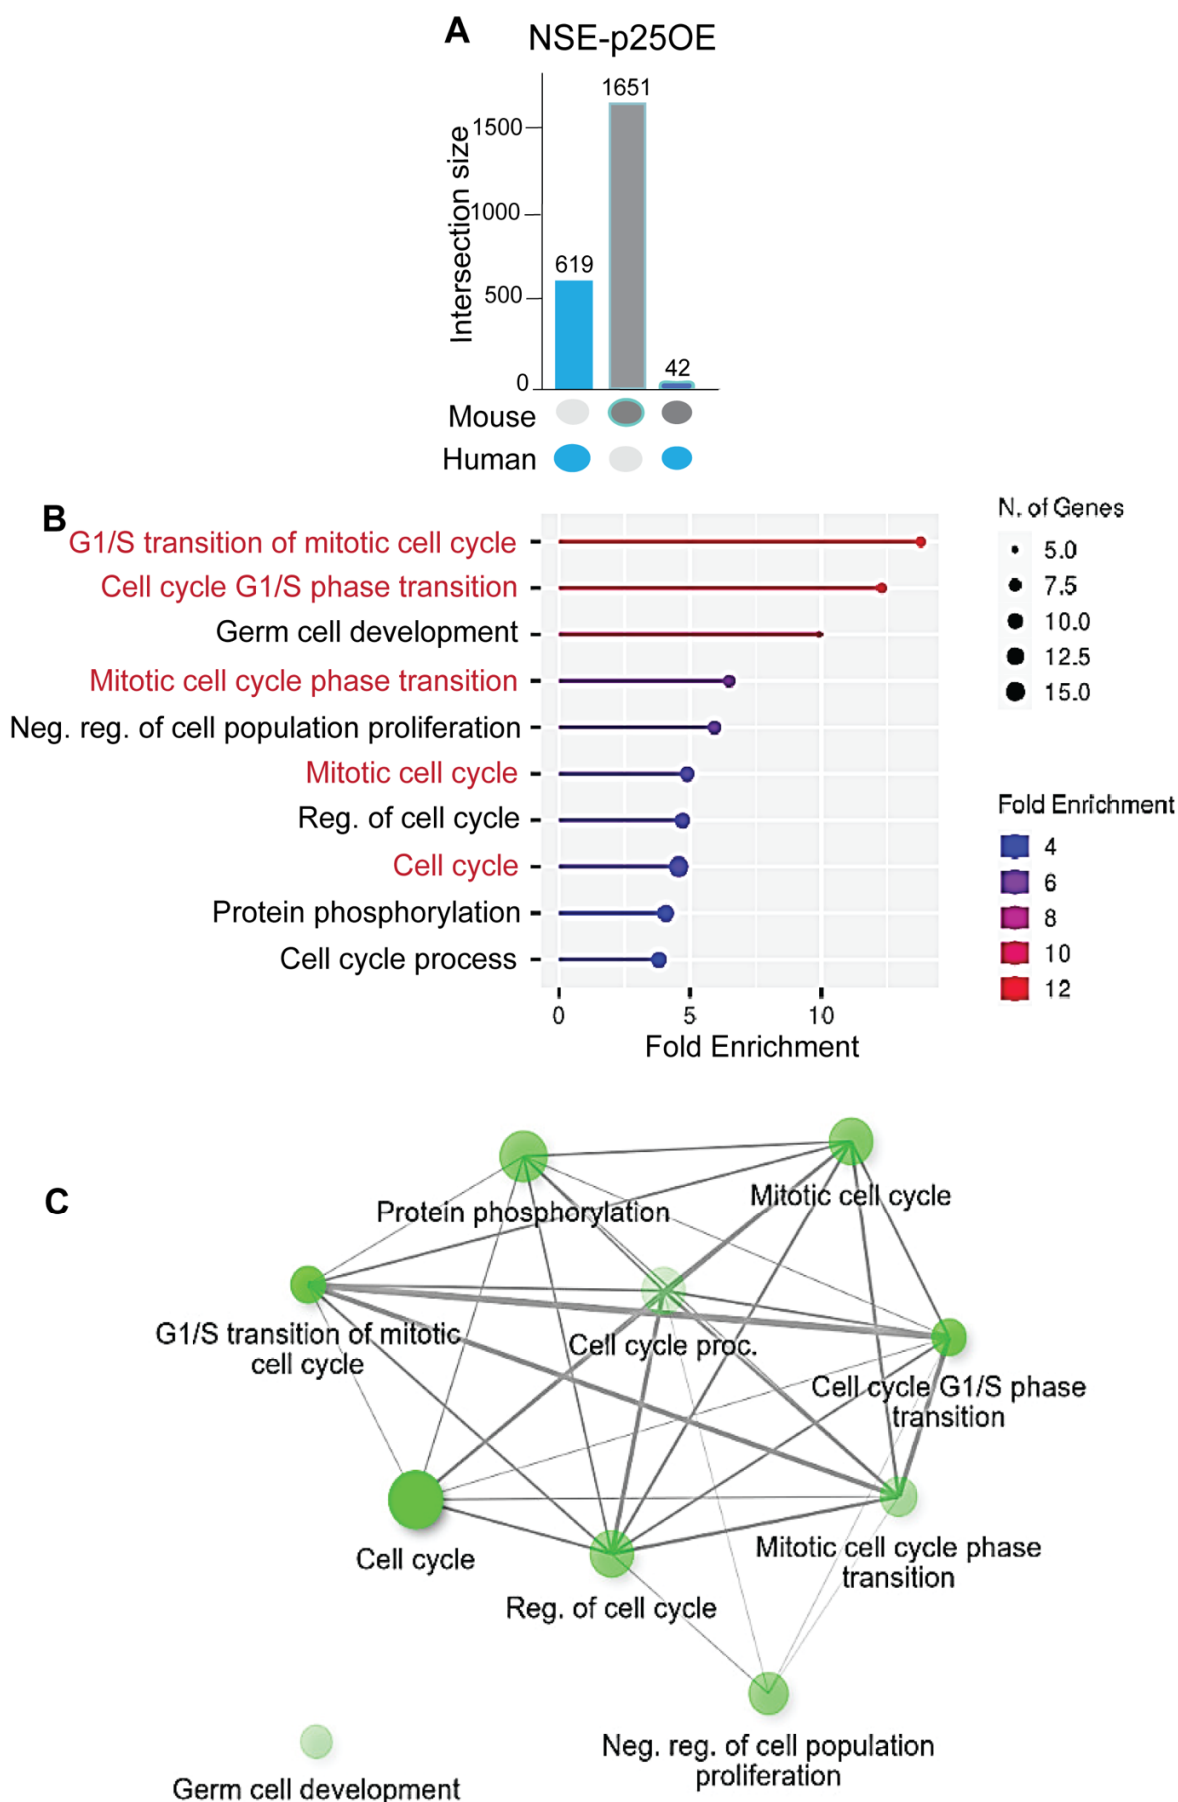 A
NSE-p25OE
1651
1500
1000
619
500
42
0
Intersection size
Mouse
Human
B
G1/S transition of mitotic cell cycle
Cell cycle G1/S phase transition
Germ cell development
Mitotic cell cycle phase transition
Neg. reg. of cell population proliferation
Mitotic cell cycle
Reg. of cell cycle
Cell cycle
Protein phosphorylation
Cell cycle process
0 5 10
Fold Enrichment
N. of Genes
5.0
7.5
10.0
12.5
15.0
Fold Enrichment
4
6
8
10
12
C
Protein phosphorylation
Mitotic cell cycle
G1/S transition of mitotic
cell cycle
Cell cycle proc.
Cell cycle G1/S phase
transition
Cell cycle
Mitotic cell cycle phase
transition
Reg. of cell cycle
Neg. reg. of cell population
proliferation
Germ cell development